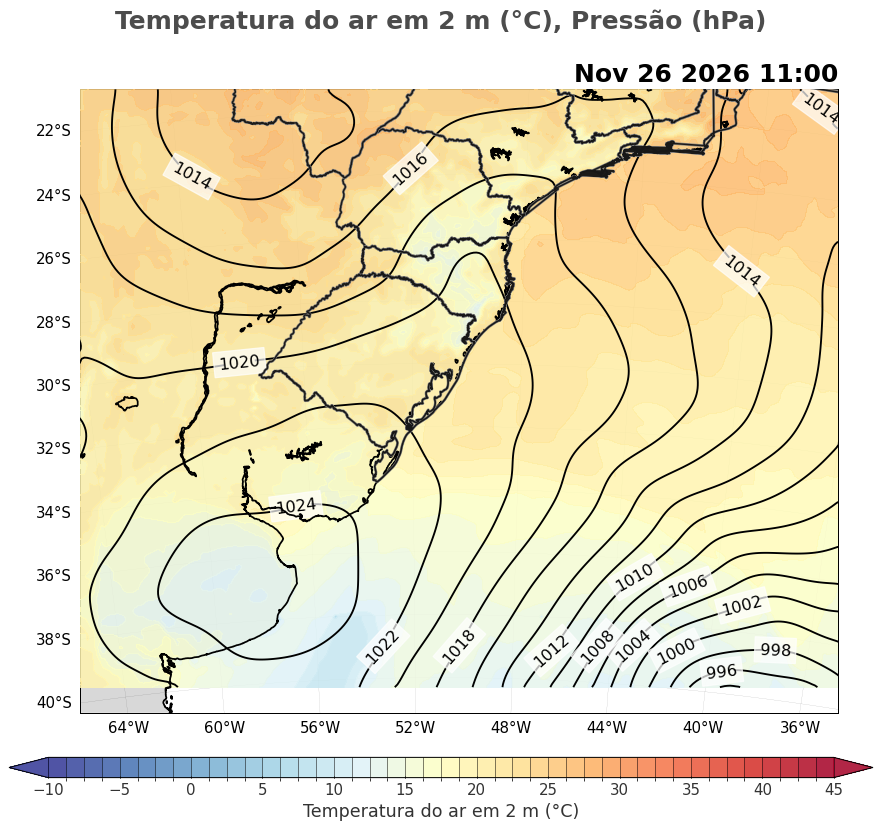 Temperatura do ar em 2 m (°C), Pressão (hPa)
Nov 26 2026 11:00
1014
22°S
1016
1014
24°S
26°S
1014
28°S
1020
30°S
32°S
1024
34°S
36°S
1010
1006
1002
38°S
1022
1018
1012
1008
1004
1000
998
996
40°S
64°W 60°W 56°W 52°W 48°W 44°W 40°W 36°W
−10 −5 0 5 10 15 20 25 30 35 40 45
Temperatura do ar em 2 m (°C)